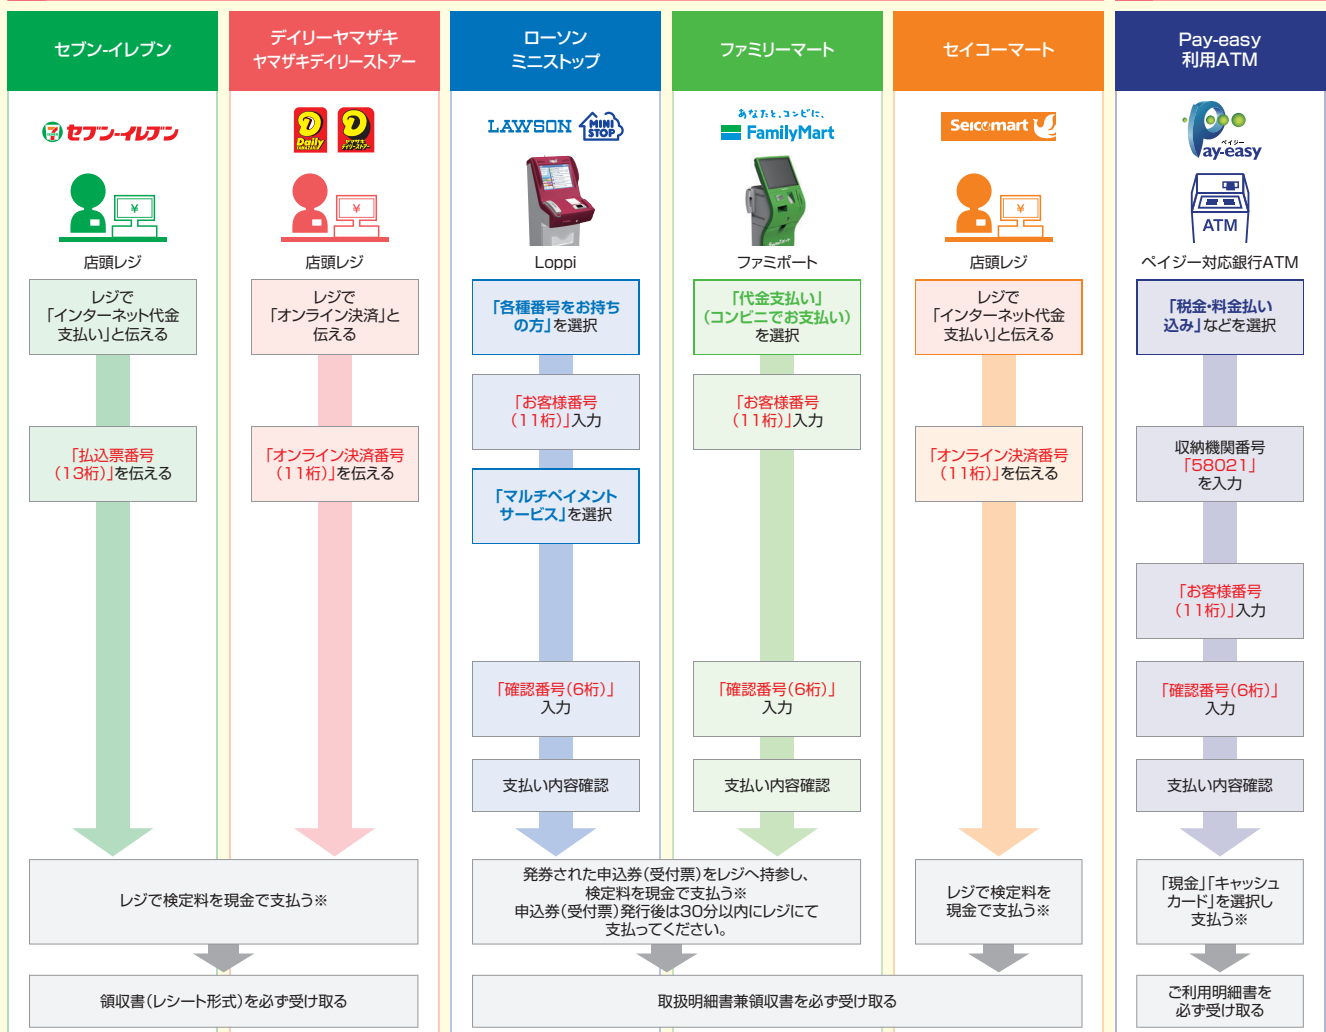 セブン-イレブン
デイリーヤマザキ
ヤマザキデイリーストアー
ローソン
ミニストップ
ファミリーマート
セイコーマート
Pay-easy
利用ATM
セブン-イレブン
Daily
ヤマザキ
デイリーストアー
LAWSON
MINI
STOP
あなたと、コンビに、
FamilyMart
Seicomart
ペイジー
Pay-easy
¥
¥
¥
ATM
店頭レジ
店頭レジ
Loppi
ファミポート
店頭レジ
ペイジー対応銀行ATM
レジで
「インターネット代金
支払い」と伝える
「払込票番号
(13桁)」を伝える
レジで
「オンライン決済」と
伝える
「オンライン決済番号
(11桁)」を伝える
「各種番号をお持ち
の方」を選択
「お客様番号
(11桁)」入力
「マルチペイメント
サービス」を選択
「確認番号(6桁)」
入力
支払い内容確認
「代金支払い」
(コンビニでお支払い)
を選択
「お客様番号
(11桁)」入力
「確認番号(6桁)」
入力
支払い内容確認
レジで
「インターネット代金
支払い」と伝える
「オンライン決済番号
(11桁)」を伝える
「税金・料金払い
込み」などを選択
収納機関番号
「58021」
を入力
「お客様番号
(11桁)」入力
「確認番号(6桁)」
入力
支払い内容確認
レジで検定料を現金で支払う※
発券された申込券(受付票)をレジへ持参し、
検定料を現金で支払う※
申込券(受付票)発行後は30分以内にレジにて
支払ってください。
レジで検定料を
現金で支払う※
「現金」「キャッシュ
カード」を選択し
支払う※
領収書(レシート形式)を必ず受け取る
取扱明細書兼領収書を必ず受け取る
ご利用明細書を
必ず受け取る